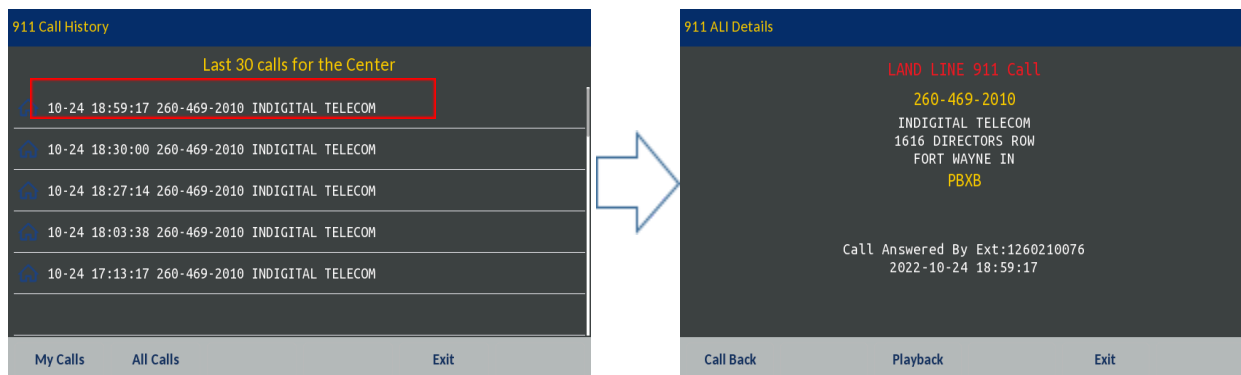 911 Call History
Last 30 calls for the Center
10-24 18:59:17 260-469-2010 INDIGITAL TELECOM
10-24 18:30:00 260-469-2010 INDIGITAL TELECOM
10-24 18:27:14 260-469-2010 INDIGITAL TELECOM
10-24 18:03:38 260-469-2010 INDIGITAL TELECOM
10-24 17:13:17 260-469-2010 INDIGITAL TELECOM
My Calls All Calls Exit
911 ALI Details
LAND LINE 911 Call
260-469-2010
INDIGITAL TELECOM
1616 DIRECTORS ROW
FORT WAYNE IN
PBXB
Call Answered By Ext:1260210076
2022-10-24 18:59:17
Call Back Playback Exit